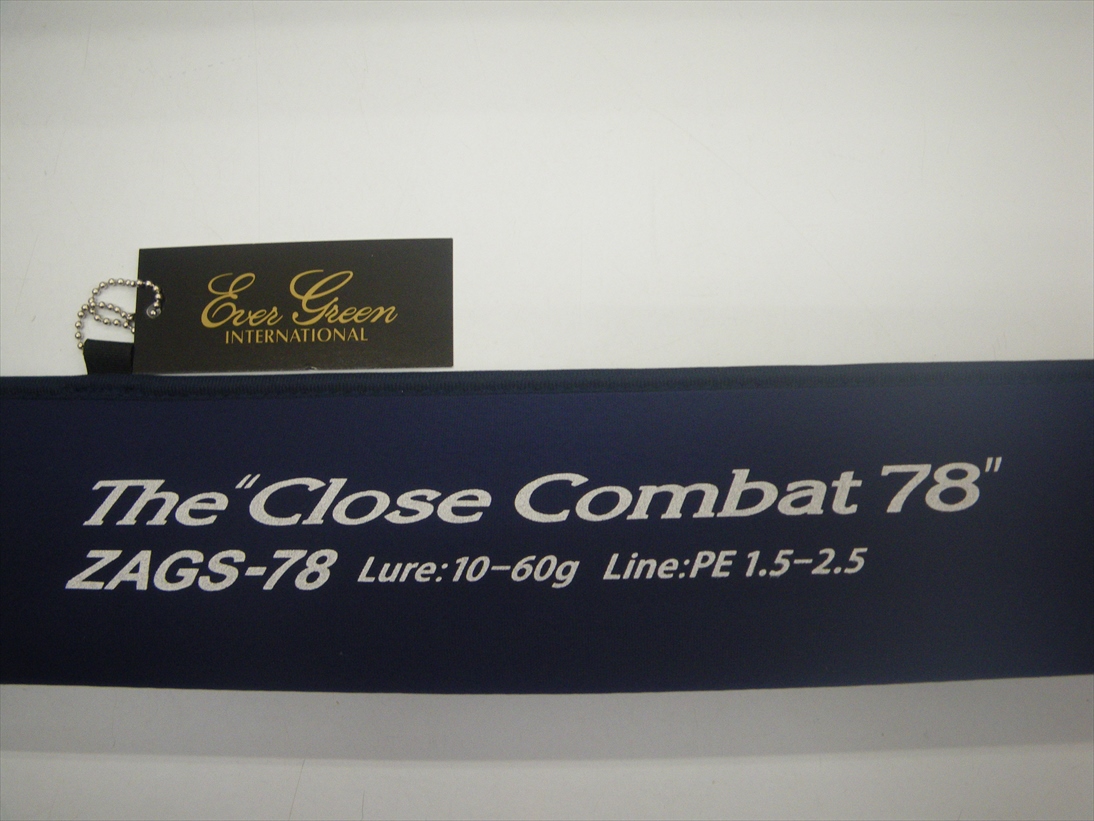 Ever Green
INTERNATIONAL
The "Close Combat 78"
ZAGS-78 Lure:10-60g Line:PE 1.5-2.5